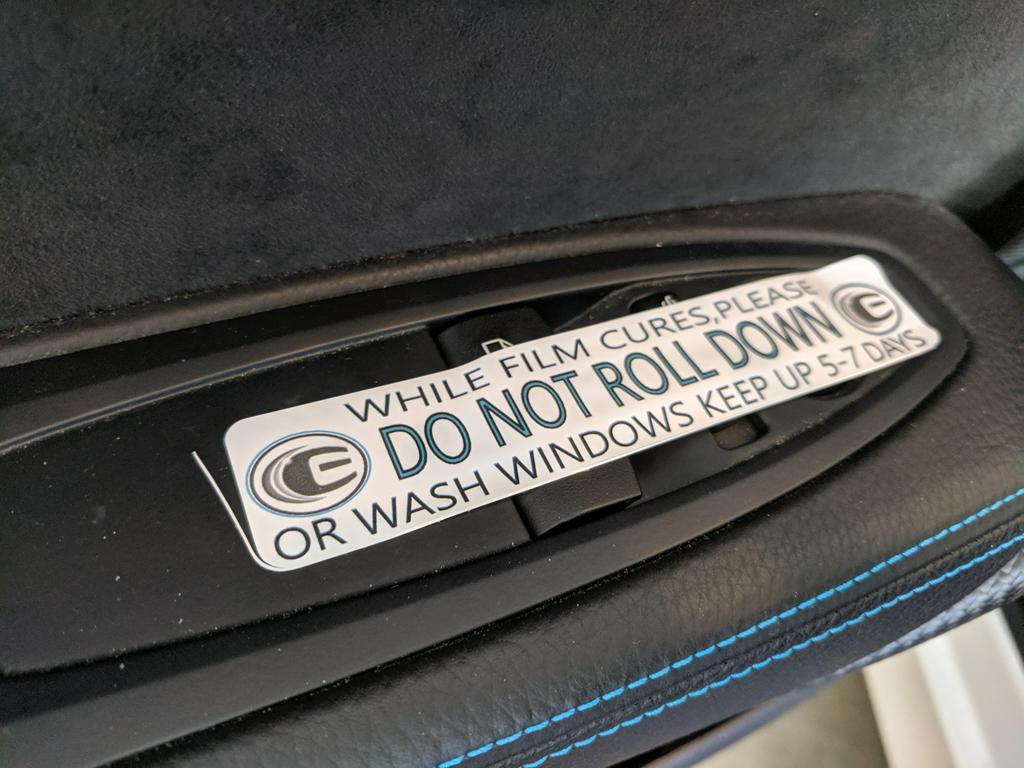 WHILE FILM CURES,PLEASE
DO NOT ROLL DOWN
OR WASH WINDOWS KEEP UP 5-7 DAYS